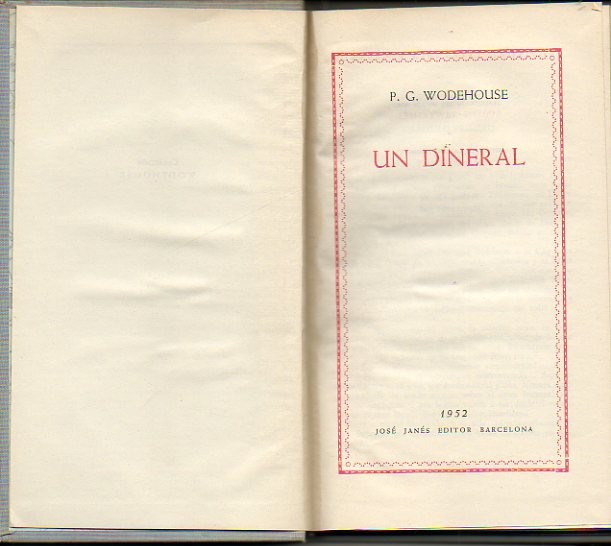 P. G. WODEHOUSE
UN DINERAL
1952
JOSÉ JANÉS EDITOR BARCELONA